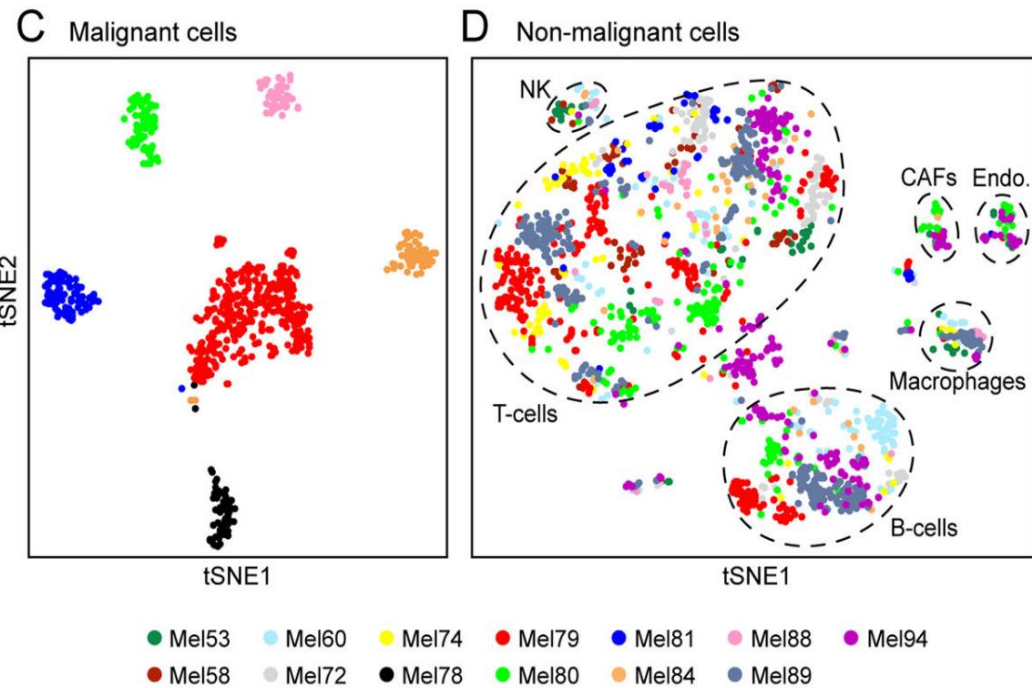 C Malignant cells
D Non-malignant cells
tSNE2
tSNE1
NK
T-cells
CAFs Endo.
Macrophages
B-cells
tSNE1
Mel53 Mel60 Mel74 Mel79 Mel81 Mel88 Mel94
Mel58 Mel72 Mel78 Mel80 Mel84 Mel89